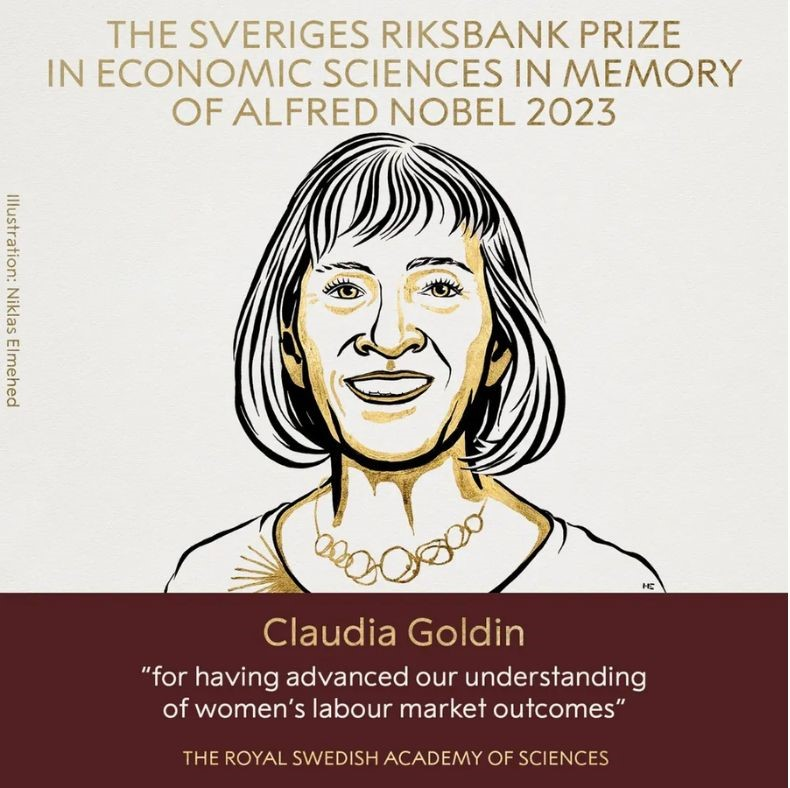 THE SVERIGES RIKSBANK PRIZE
IN ECONOMIC SCIENCES IN MEMORY
OF ALFRED NOBEL 2023
Illustration: Niklas Elmehed
Claudia Goldin
“for having advanced our understanding
of women’s labour market outcomes“
THE ROYAL SWEDISH ACADEMY OF SCIENCES